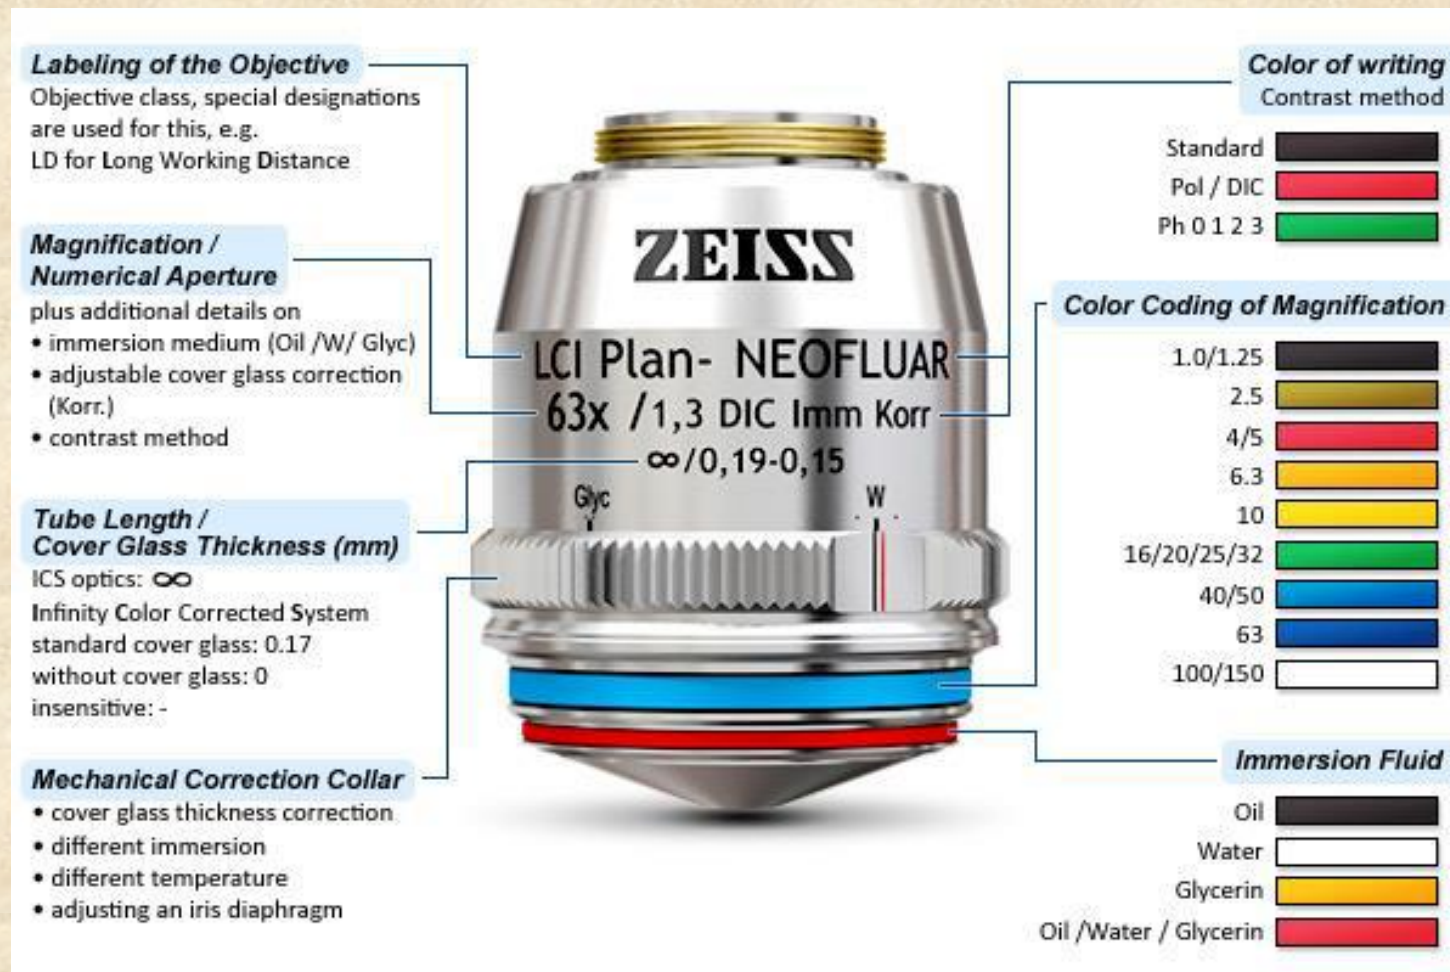 Labeling of the Objective
Objective class, special designations
are used for this, e.g.
LD for Long Working Distance
Magnification /
Numerical Aperture
plus additional details on
• immersion medium (Oil /W/ Glyc)
• adjustable cover glass correction
(Korr.)
• contrast method
Tube Length /
Cover Glass Thickness (mm)
ICS optics: ∞
Infinity Color Corrected System
standard cover glass: 0.17
without cover glass: 0
insensitive: -
Mechanical Correction Collar
• cover glass thickness correction
• different immersion
• different temperature
• adjusting an iris diaphragm
ZEISS
LCI Plan- NEOFLUAR
63x /1,3 DIC Imm Korr
∞/0,19-0,15
Glyc
W
Color of writing
Contrast method
Standard
Pol / DIC
Ph 0 1 2 3
Color Coding of Magnification
1.0/1.25
2.5
4/5
6.3
10
16/20/25/32
40/50
63
100/150
Immersion Fluid
Oil
Water
Glycerin
Oil /Water / Glycerin